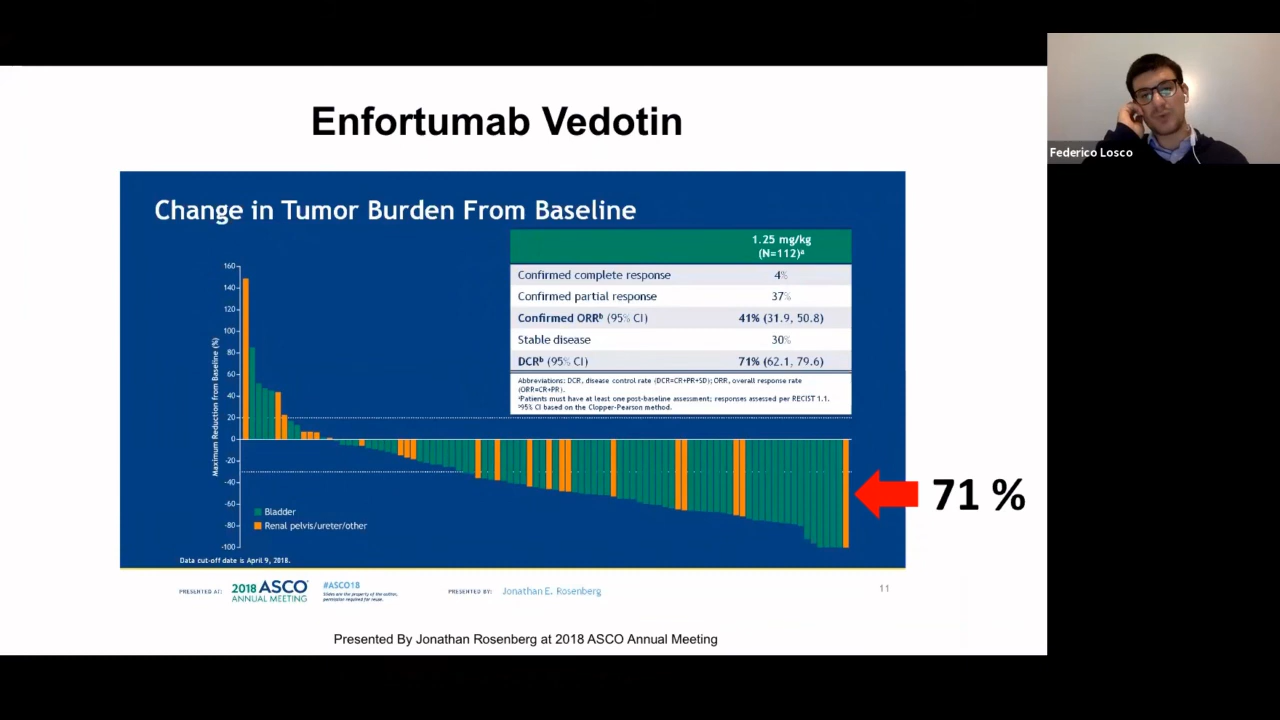 Enfortumab Vedotin
Federico Losco
Change in Tumor Burden From Baseline
1.25 mg/kg
(N=112)ᵃ
Confirmed complete response 4%
Confirmed partial response 37%
Confirmed ORRᵇ (95% CI) 41% (31.9, 50.8)
Stable disease 30%
DCRᵇ (95% CI) 71% (62.1, 79.6)
Abbreviations: DCR, disease control rate (DCR=CR+PR+SD); ORR, overall response rate
(ORR=CR+PR).
ᵃPatients must have at least one post-baseline assessment; responses assessed per RECIST 1.1.
ᵇ95% CI based on the Clopper-Pearson method.
Maximum Reduction from Baseline (%)
160
140
120
100
80
60
40
20
0
-20
-40
-60
-80
-100
Bladder
Renal pelvis/ureter/other
71 %
Data cut-off date is April 9, 2018.
PRESENTED AT:
2018 ASCO
ANNUAL MEETING
#ASCO18
Slides are the property of the author,
permission required for reuse.
PRESENTED BY: Jonathan E. Rosenberg
11
Presented By Jonathan Rosenberg at 2018 ASCO Annual Meeting